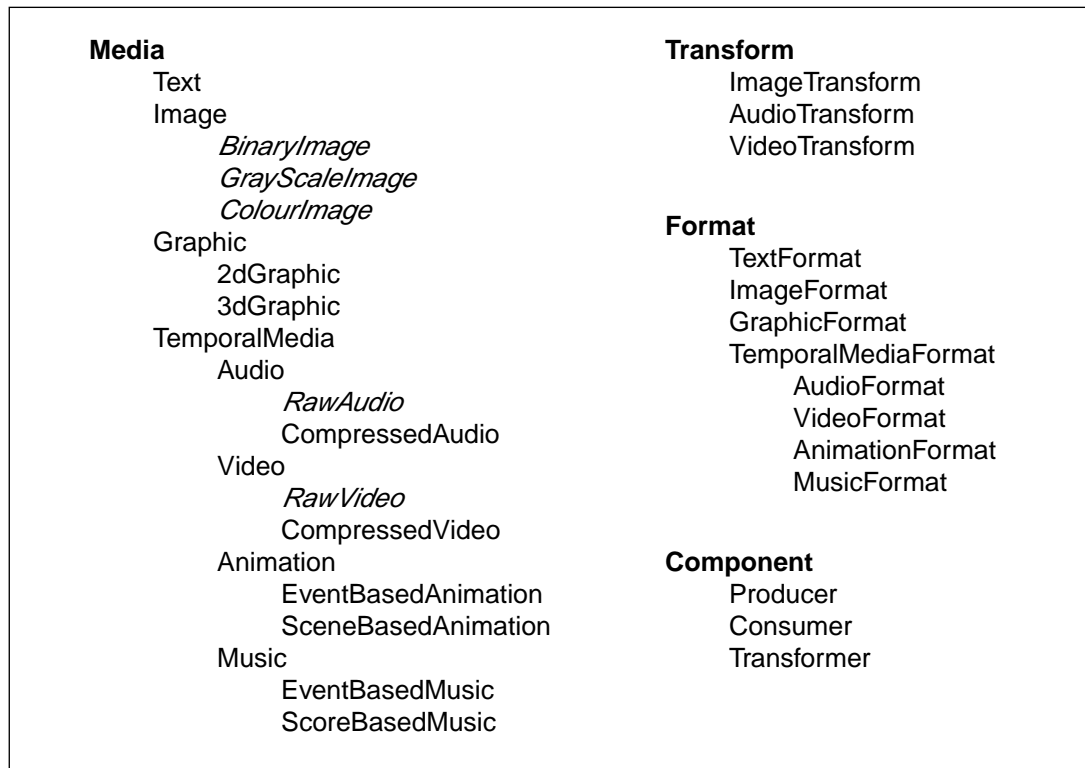 Media
Text
Image
BinaryImage
GrayScaleImage
ColourImage
Graphic
2dGraphic
3dGraphic
TemporalMedia
Audio
RawAudio
CompressedAudio
Video
RawVideo
CompressedVideo
Animation
EventBasedAnimation
SceneBasedAnimation
Music
EventBasedMusic
ScoreBasedMusic
Transform
ImageTransform
AudioTransform
VideoTransform
Format
TextFormat
ImageFormat
GraphicFormat
TemporalMediaFormat
AudioFormat
VideoFormat
AnimationFormat
MusicFormat
Component
Producer
Consumer
Transformer